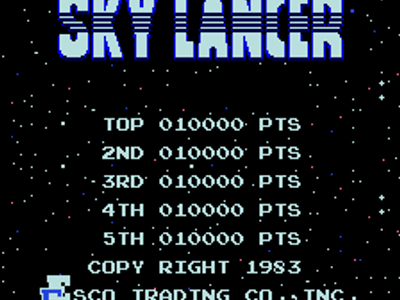 SKY LANCER
TOP 010000 PTS
2ND 010000 PTS
3RD 010000 PTS
4TH 010000 PTS
5TH 010000 PTS
COPY RIGHT 1983
ESCO TRADING CO.,INC.